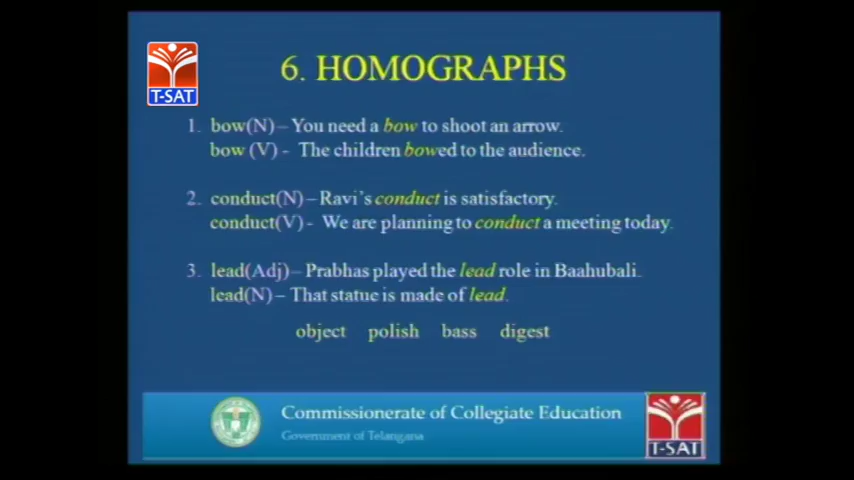 T-SAT
6. HOMOGRAPHS
1. bow(N) – You need a bow to shoot an arrow.
bow (V) - The children bowed to the audience.
2. conduct(N) – Ravi's conduct is satisfactory.
conduct(V) - We are planning to conduct a meeting today.
3. lead(Adj)– Prabhas played the lead role in Baahubali.
lead(N) – That statue is made of lead.
object polish bass digest
Commissionerate of Collegiate Education
Government of Telangana
T-SAT